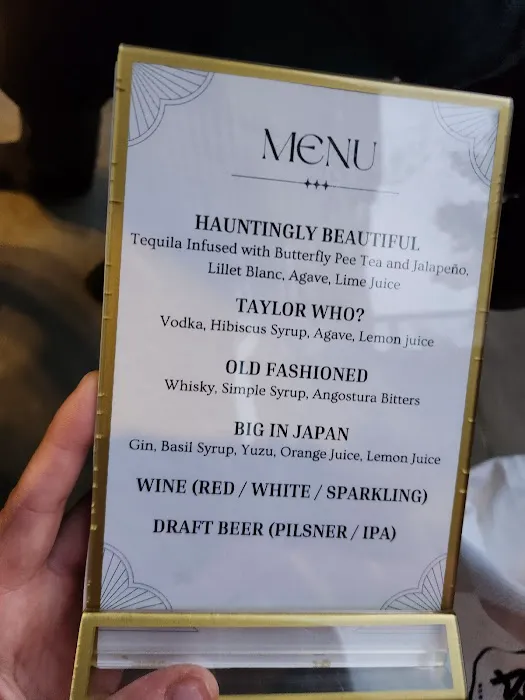 MENU
HAUNTINGLY BEAUTIFUL
Tequila Infused with Butterfly Pee Tea and Jalapeño,
Lillet Blanc, Agave, Lime Juice
TAYLOR WHO?
Vodka, Hibiscus Syrup, Agave, Lemon juice
OLD FASHIONED
Whisky, Simple Syrup, Angostura Bitters
BIG IN JAPAN
Gin, Basil Syrup, Yuzu, Orange Juice, Lemon Juice
WINE (RED / WHITE / SPARKLING)
DRAFT BEER (PILSNER / IPA)